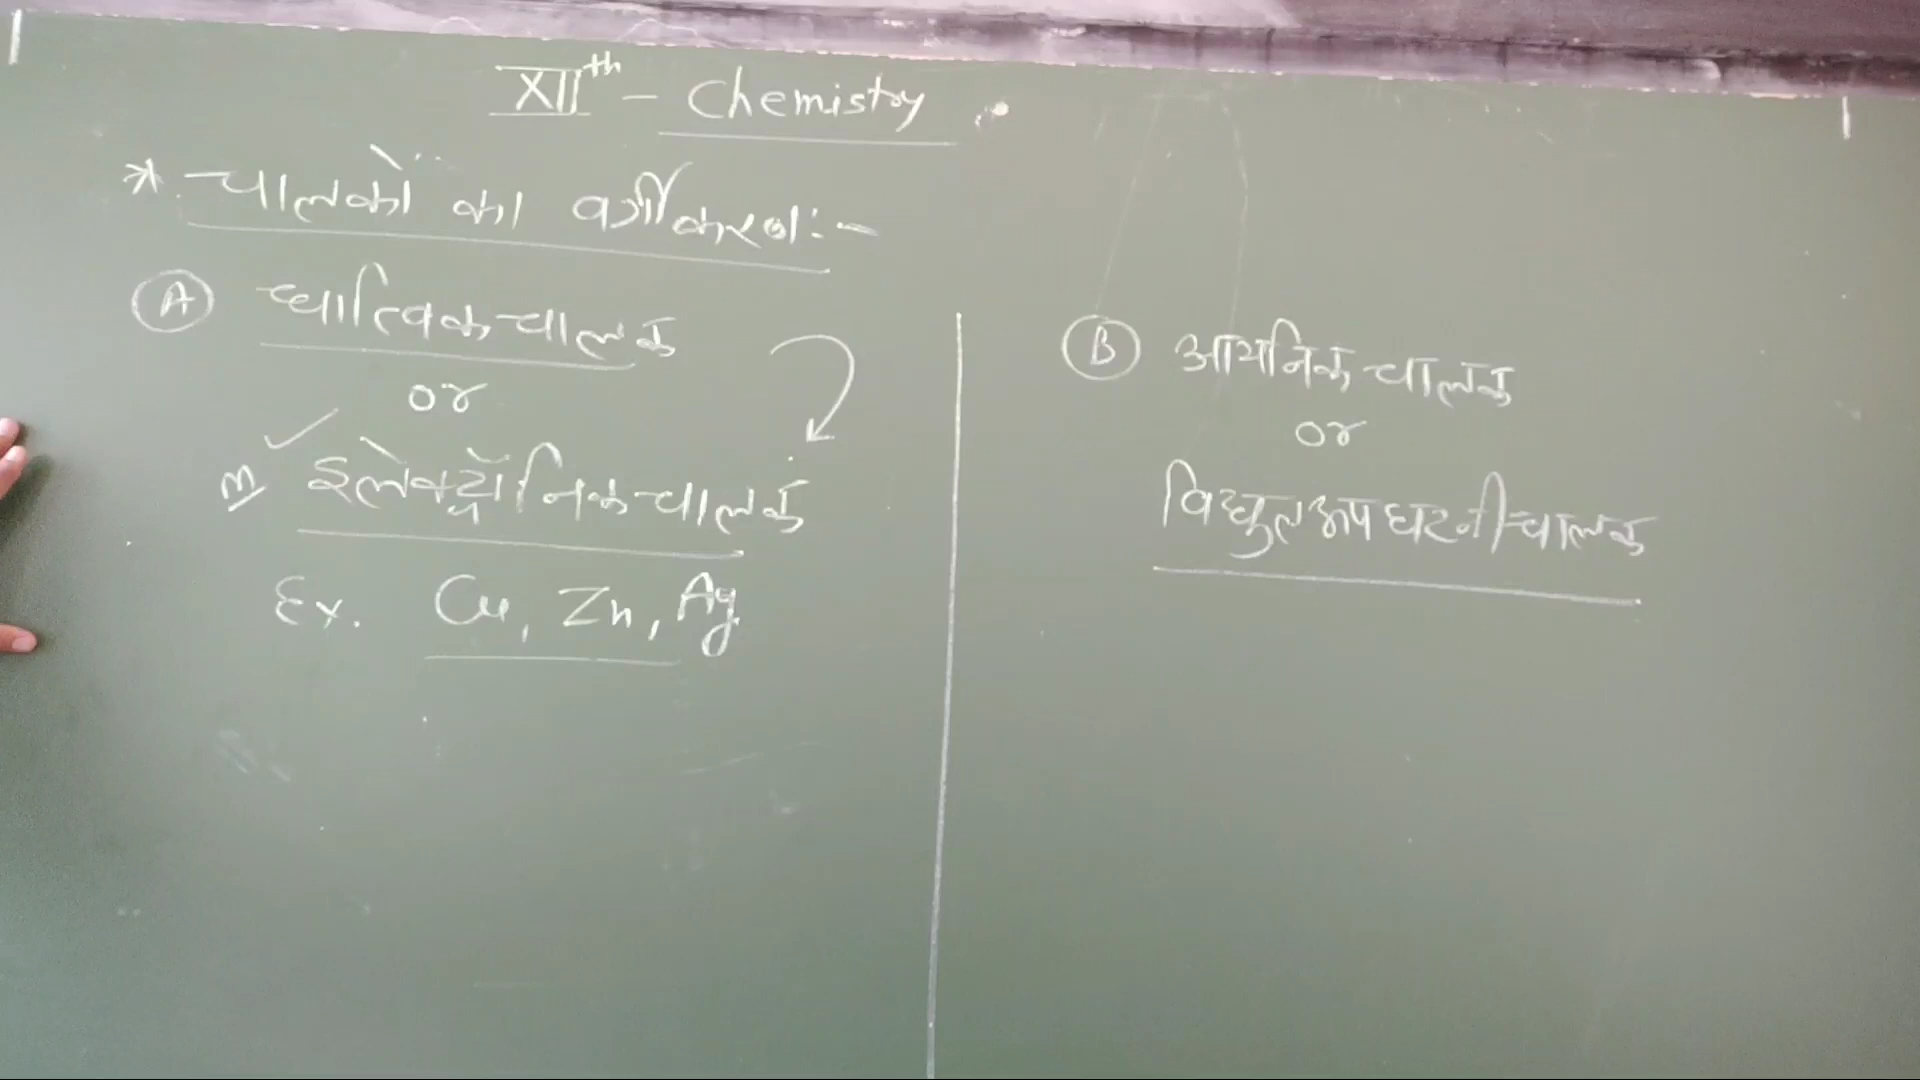 XIIth - Chemistry
* चालकों का वर्गीकरण :-
(A) धात्विक चालक
or
इलेक्ट्रॉनिक चालक
Ex. Cu, Zn, Ag
(B) आयनिक चालक
or
विद्युत अपघटनी चालक